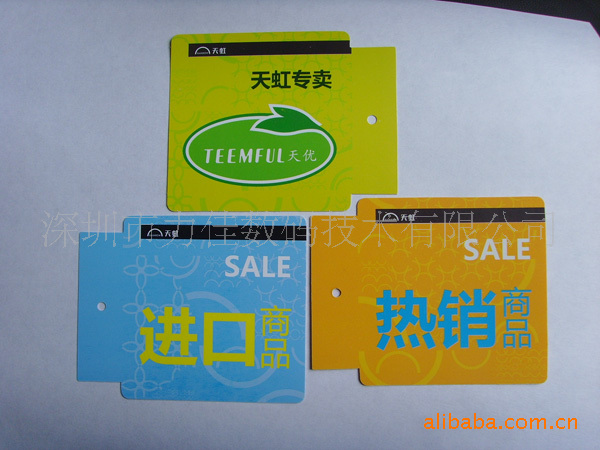 天虹
天虹专卖
TEEMFUL天优
深圳市力佳数码技术有限公司
天虹
SALE
进口商品
天虹
SALE
热销商品
alibaba.com.cn